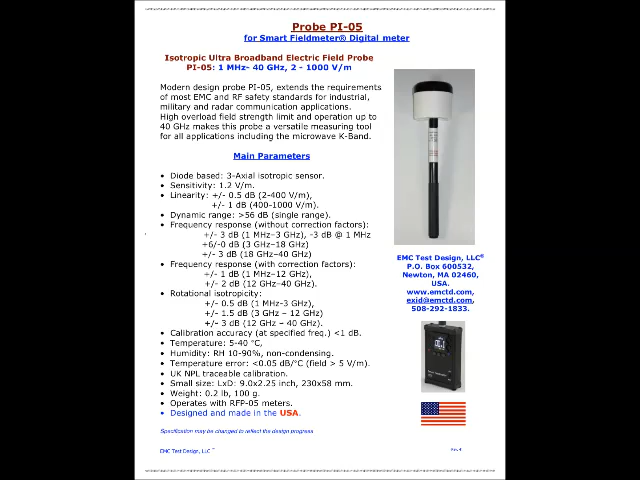 Probe PI-05
for Smart Fieldmeter® Digital meter
Isotropic Ultra Broadband Electric Field Probe
PI-05: 1 MHz- 40 GHz, 2 - 1000 V/m
Modern design probe PI-05, extends the requirements
of most EMC and RF safety standards for industrial,
military and radar communication applications.
High overload field strength limit and operation up to
40 GHz makes this probe a versatile measuring tool
for all applications including the microwave K-Band.
Main Parameters
• Diode based: 3-Axial isotropic sensor.
• Sensitivity: 1.2 V/m.
• Linearity: +/- 0.5 dB (2-400 V/m),
+/- 1 dB (400-1000 V/m).
• Dynamic range: >56 dB (single range).
• Frequency response (without correction factors):
+/- 3 dB (1 MHz–3 GHz), -3 dB @ 1 MHz
+6/-0 dB (3 GHz–18 GHz)
+/- 3 dB (18 GHz–40 GHz)
• Frequency response (with correction factors):
+/- 1 dB (1 MHz–12 GHz),
+/- 2 dB (12 GHz–40 GHz).
• Rotational isotropicity:
+/- 0.5 dB (1 MHz-3 GHz),
+/- 1.5 dB (3 GHz – 12 GHz)
+/- 3 dB (12 GHz – 40 GHz).
• Calibration accuracy (at specified freq.) <1 dB.
• Temperature: 5-40 °C,
• Humidity: RH 10-90%, non-condensing.
• Temperature error: <0.05 dB/°C (field > 5 V/m).
• UK NPL traceable calibration.
• Small size: LxD: 9.0x2.25 inch, 230x58 mm.
• Weight: 0.2 lb, 100 g.
• Operates with RFP-05 meters.
• Designed and made in the USA.
EMC Test Design, LLC®
P.O. Box 600532,
Newton, MA 02460,
USA.
www.emctd.com,
exid@emctd.com,
508-292-1833.
Specification may be changed to reflect the design progress
EMC Test Design, LLC ™